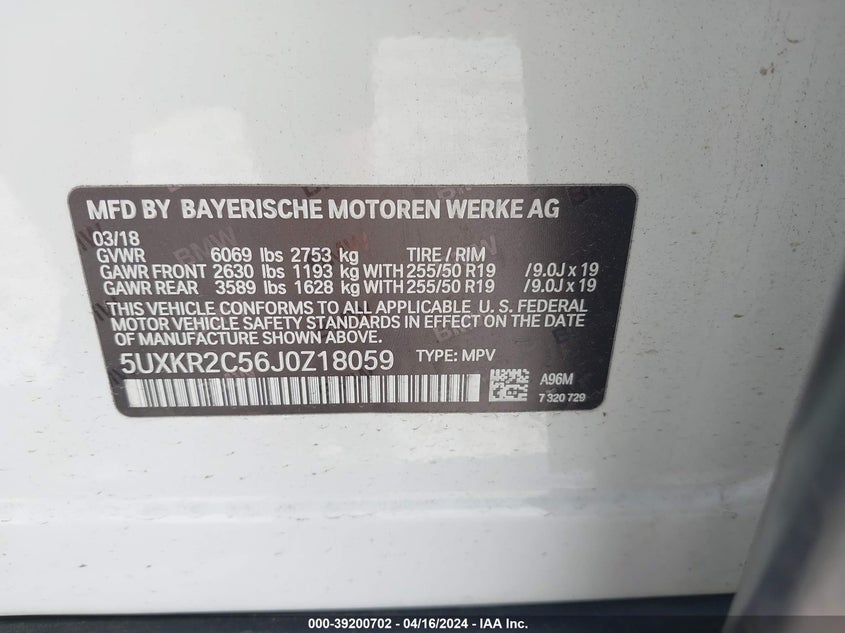 MFD BY BAYERISCHE MOTOREN WERKE AG
03/18
GVWR 6069 lbs 2753 kg TIRE / RIM
GAWR FRONT 2630 lbs 1193 kg WITH 255/50 R19 /9.0J x 19
GAWR REAR 3589 lbs 1628 kg WITH 255/50 R19 /9.0J x 19
THIS VEHICLE CONFORMS TO ALL APPLICABLE U. S. FEDERAL
MOTOR VEHICLE SAFETY STANDARDS IN EFFECT ON THE DATE
OF MANUFACTURE SHOWN ABOVE.
5UXKR2C56J0Z18059 TYPE: MPV
A96M
7 320 729
000-39200702 - 04/16/2024 - IAA Inc.